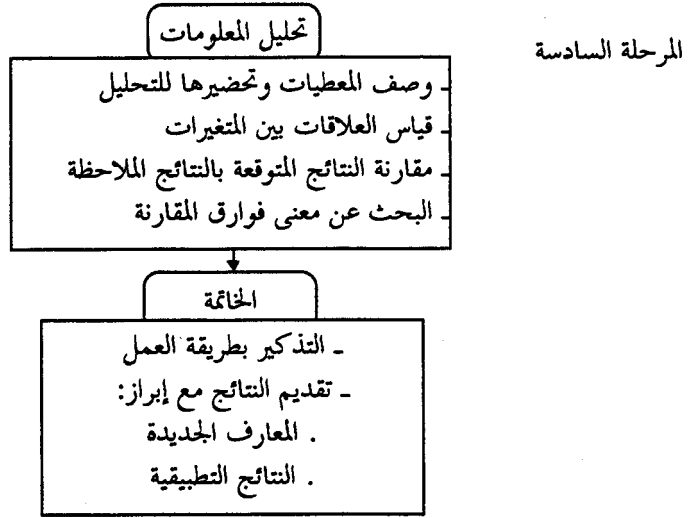 المرحلة السادسة
تحليل المعلومات
ـ وصف المعطيات وتحضيرها للتحليل
ـ قياس العلاقات بين المتغيرات
ـ مقارنة النتائج المتوقعة بالنتائج الملاحظة
ـ البحث عن معنى فوارق المقارنة
الخاتمة
ـ التذكير بطريقة العمل
ـ تقديم النتائج مع إبراز:
. المعارف الجديدة
. النتائج التطبيقية